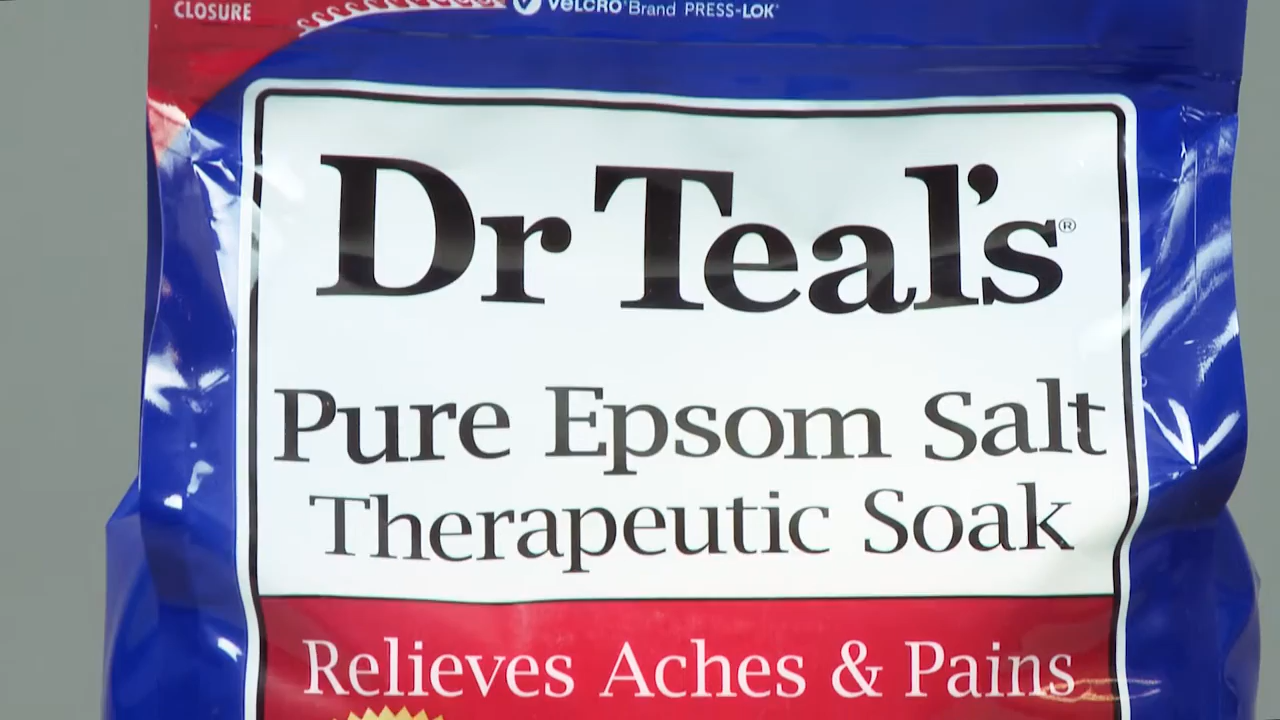 CLOSURE
VELCRO® Brand PRESS-LOK®
Dr Teal's®
Pure Epsom Salt
Therapeutic Soak
Relieves Aches & Pains